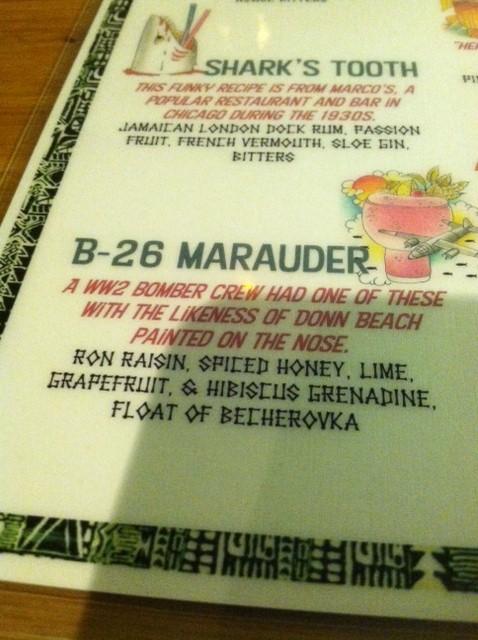 HOUSE BITTERS
SHARK'S TOOTH
THIS FUNKY RECIPE IS FROM MARCO'S, A
POPULAR RESTAURANT AND BAR IN
CHICAGO DURING THE 1930S.
JAMAICAN LONDON DOCK RUM, PASSION
FRUIT, FRENCH VERMOUTH, SLOE GIN,
BITTERS
B-26 MARAUDER
A WW2 BOMBER CREW HAD ONE OF THESE
WITH THE LIKENESS OF DONN BEACH
PAINTED ON THE NOSE.
RON RAISIN, SPICED HONEY, LIME,
GRAPEFRUIT, & HIBISCUS GRENADINE,
FLOAT OF BECHEROVKA